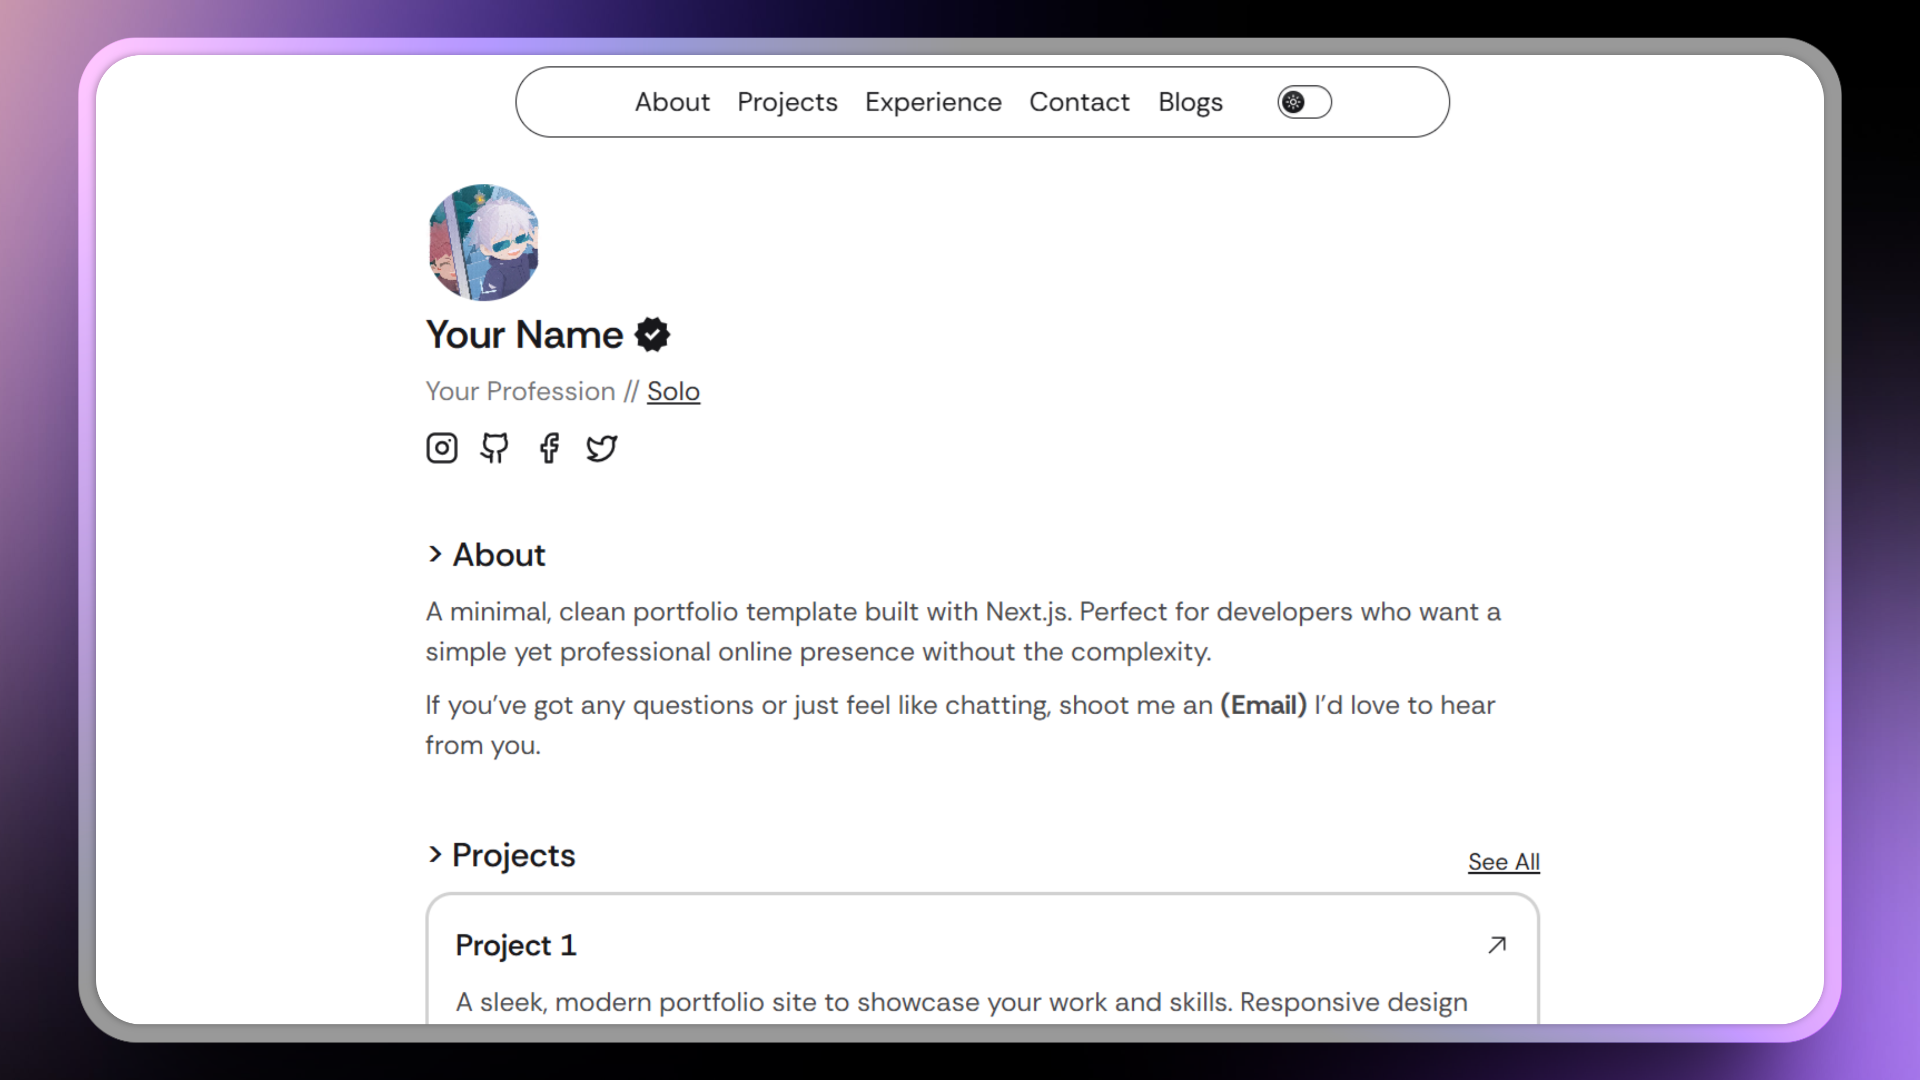 About Projects Experience Contact Blogs
Your Name
Your Profession // Solo
> About
A minimal, clean portfolio template built with Next.js. Perfect for developers who want a
simple yet professional online presence without the complexity.
If you’ve got any questions or just feel like chatting, shoot me an (Email) I’d love to hear
from you.
> Projects
See All
Project 1
A sleek, modern portfolio site to showcase your work and skills. Responsive design